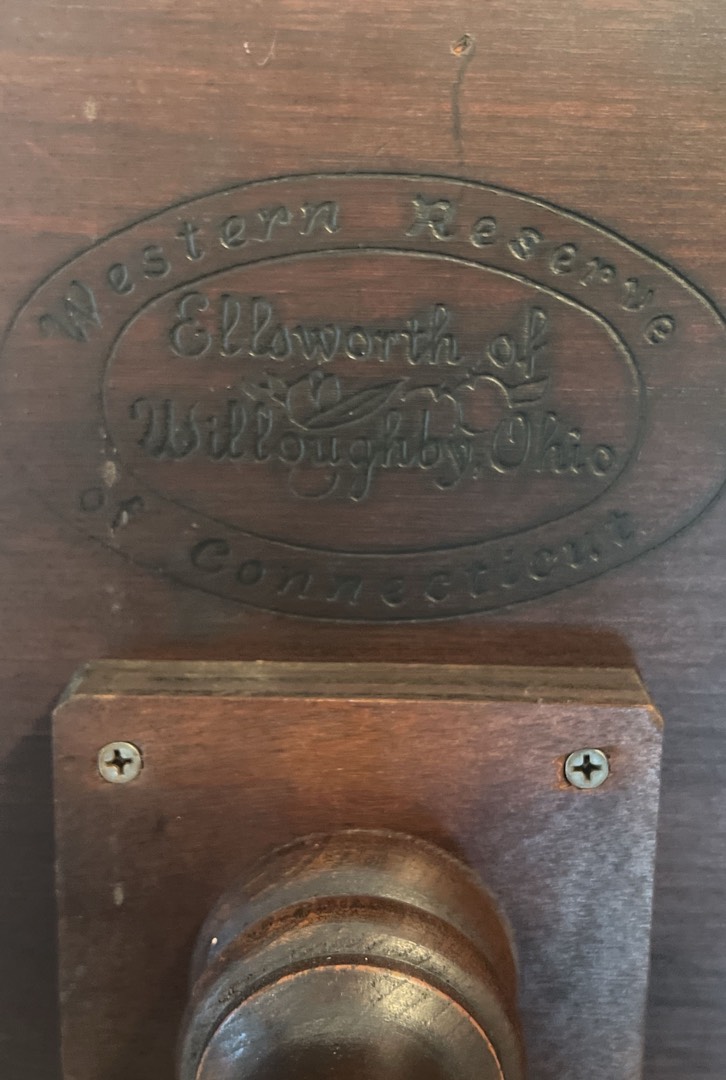 Western Reserve
Ellsworth of
Willoughby, Ohio
of Connecticut